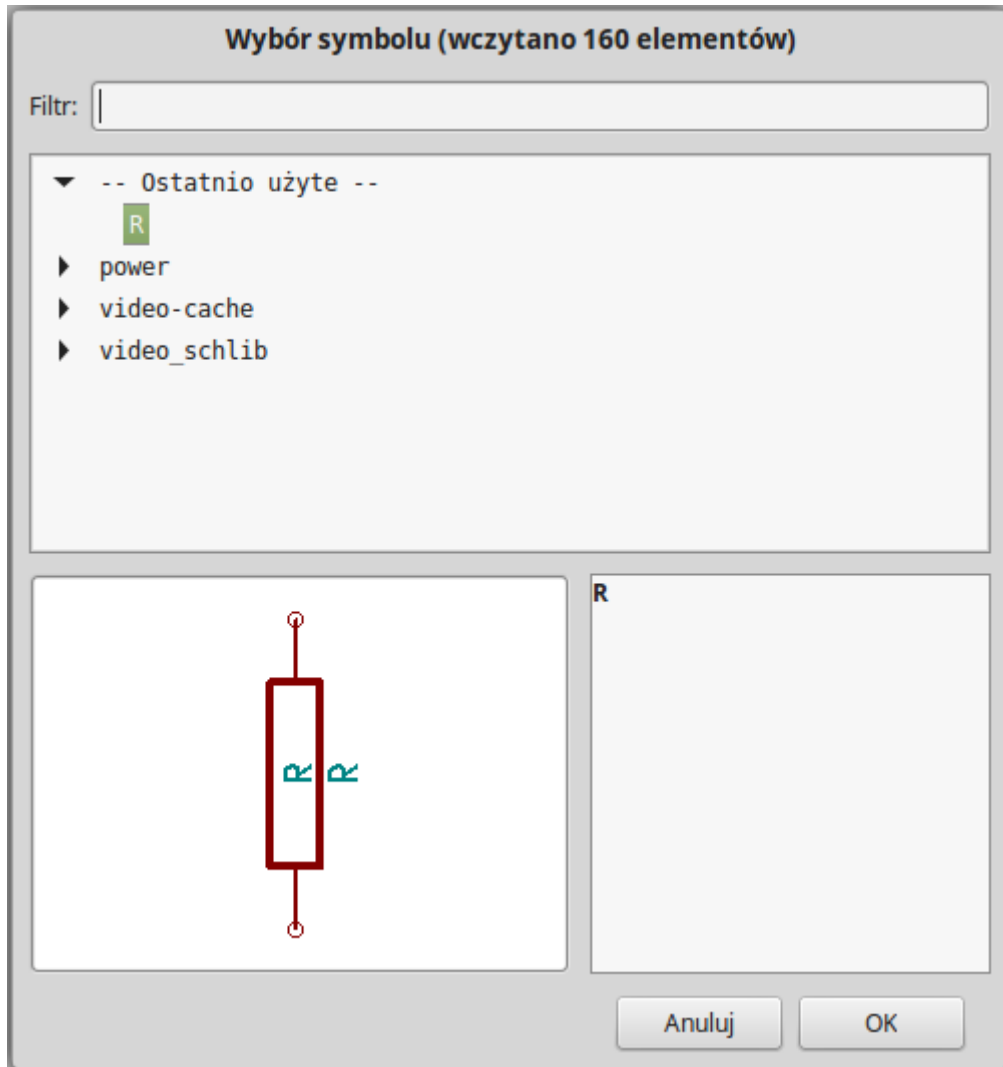 Wybór symbolu (wczytano 160 elementów)
Filtr:
-- Ostatnio użyte --
R
power
video-cache
video_schlib
R R
R
Anuluj OK